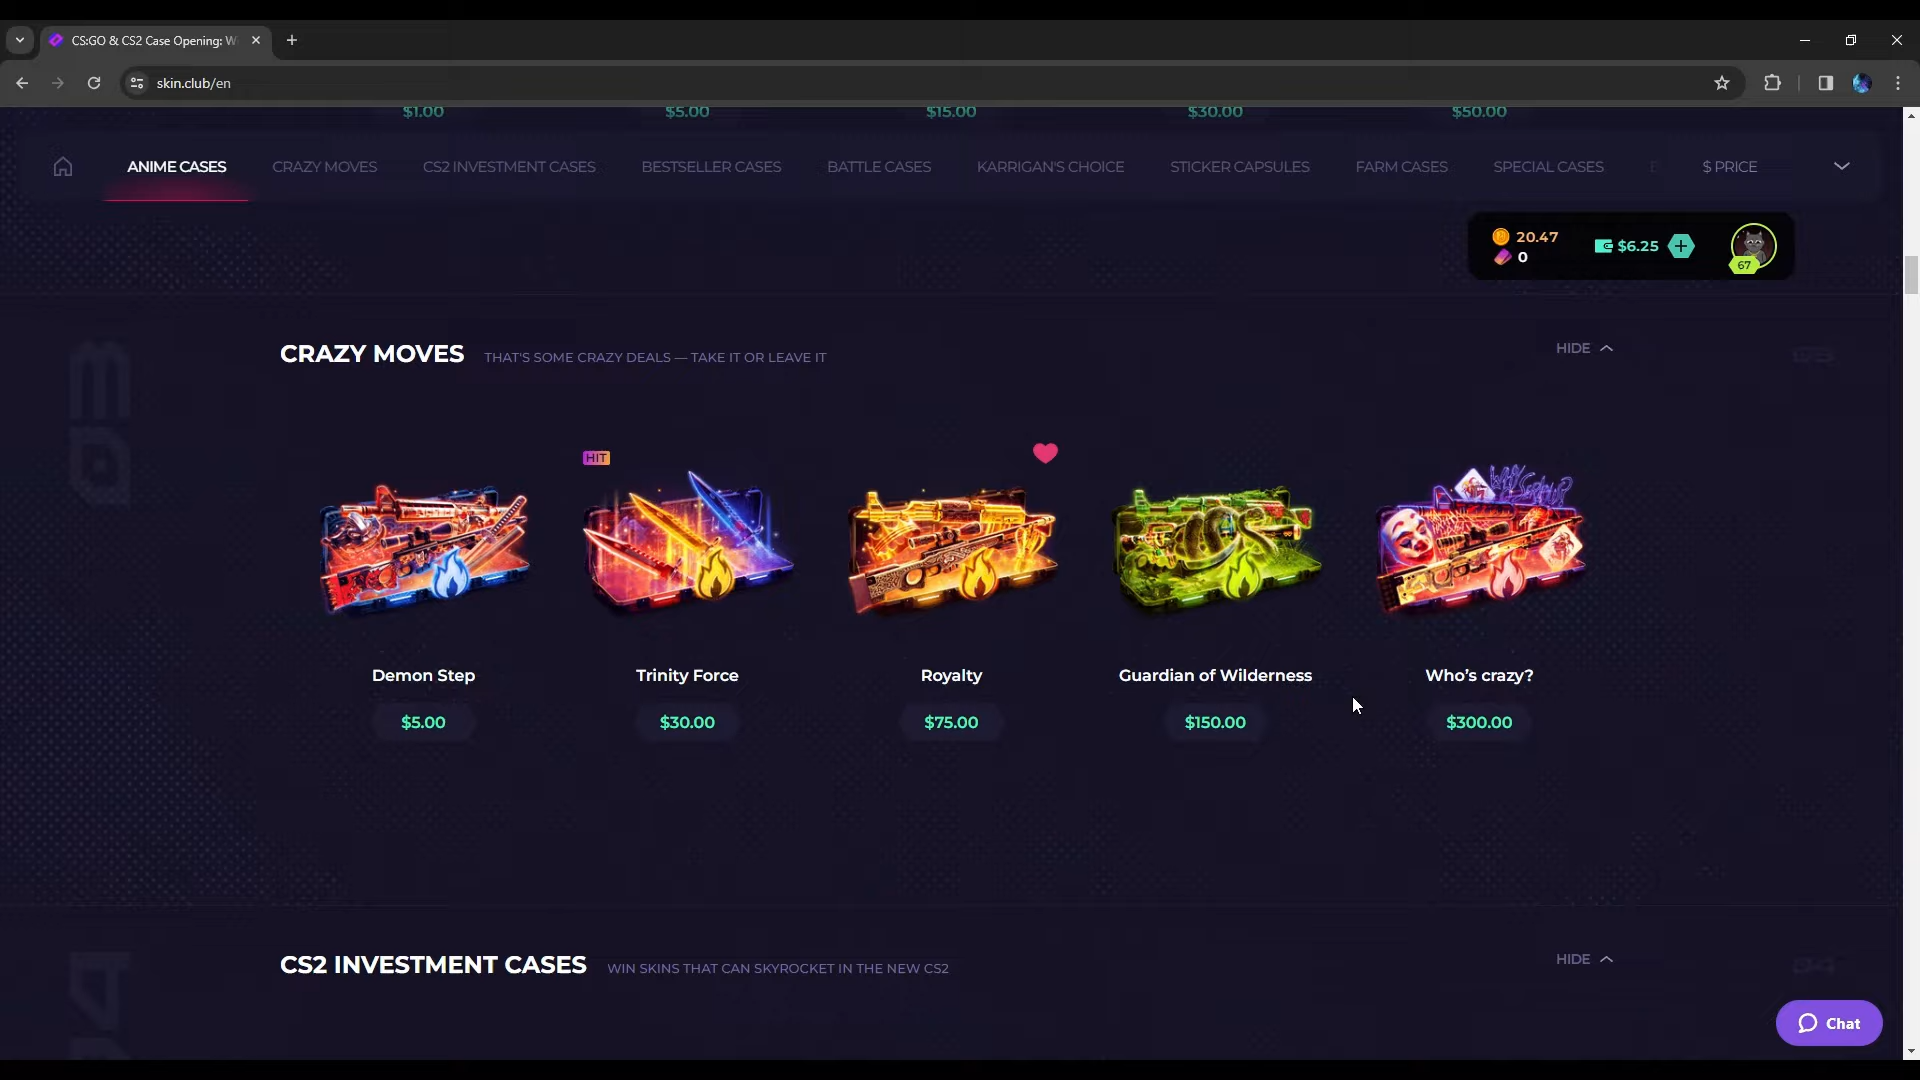 CS:GO & CS2 Case Opening: W
skin.club/en
$1.00 $5.00 $15.00 $30.00 $50.00
ANIME CASES CRAZY MOVES CS2 INVESTMENT CASES BESTSELLER CASES BATTLE CASES KARRIGAN'S CHOICE STICKER CAPSULES FARM CASES SPECIAL CASES $ PRICE
20.47
0
$6.25
67
03
CRAZY MOVES THAT'S SOME CRAZY DEALS — TAKE IT OR LEAVE IT HIDE
HIT
Demon Step Trinity Force Royalty Guardian of Wilderness Who's crazy?
$5.00 $30.00 $75.00 $150.00 $300.00
04
CS2 INVESTMENT CASES WIN SKINS THAT CAN SKYROCKET IN THE NEW CS2 HIDE
Chat